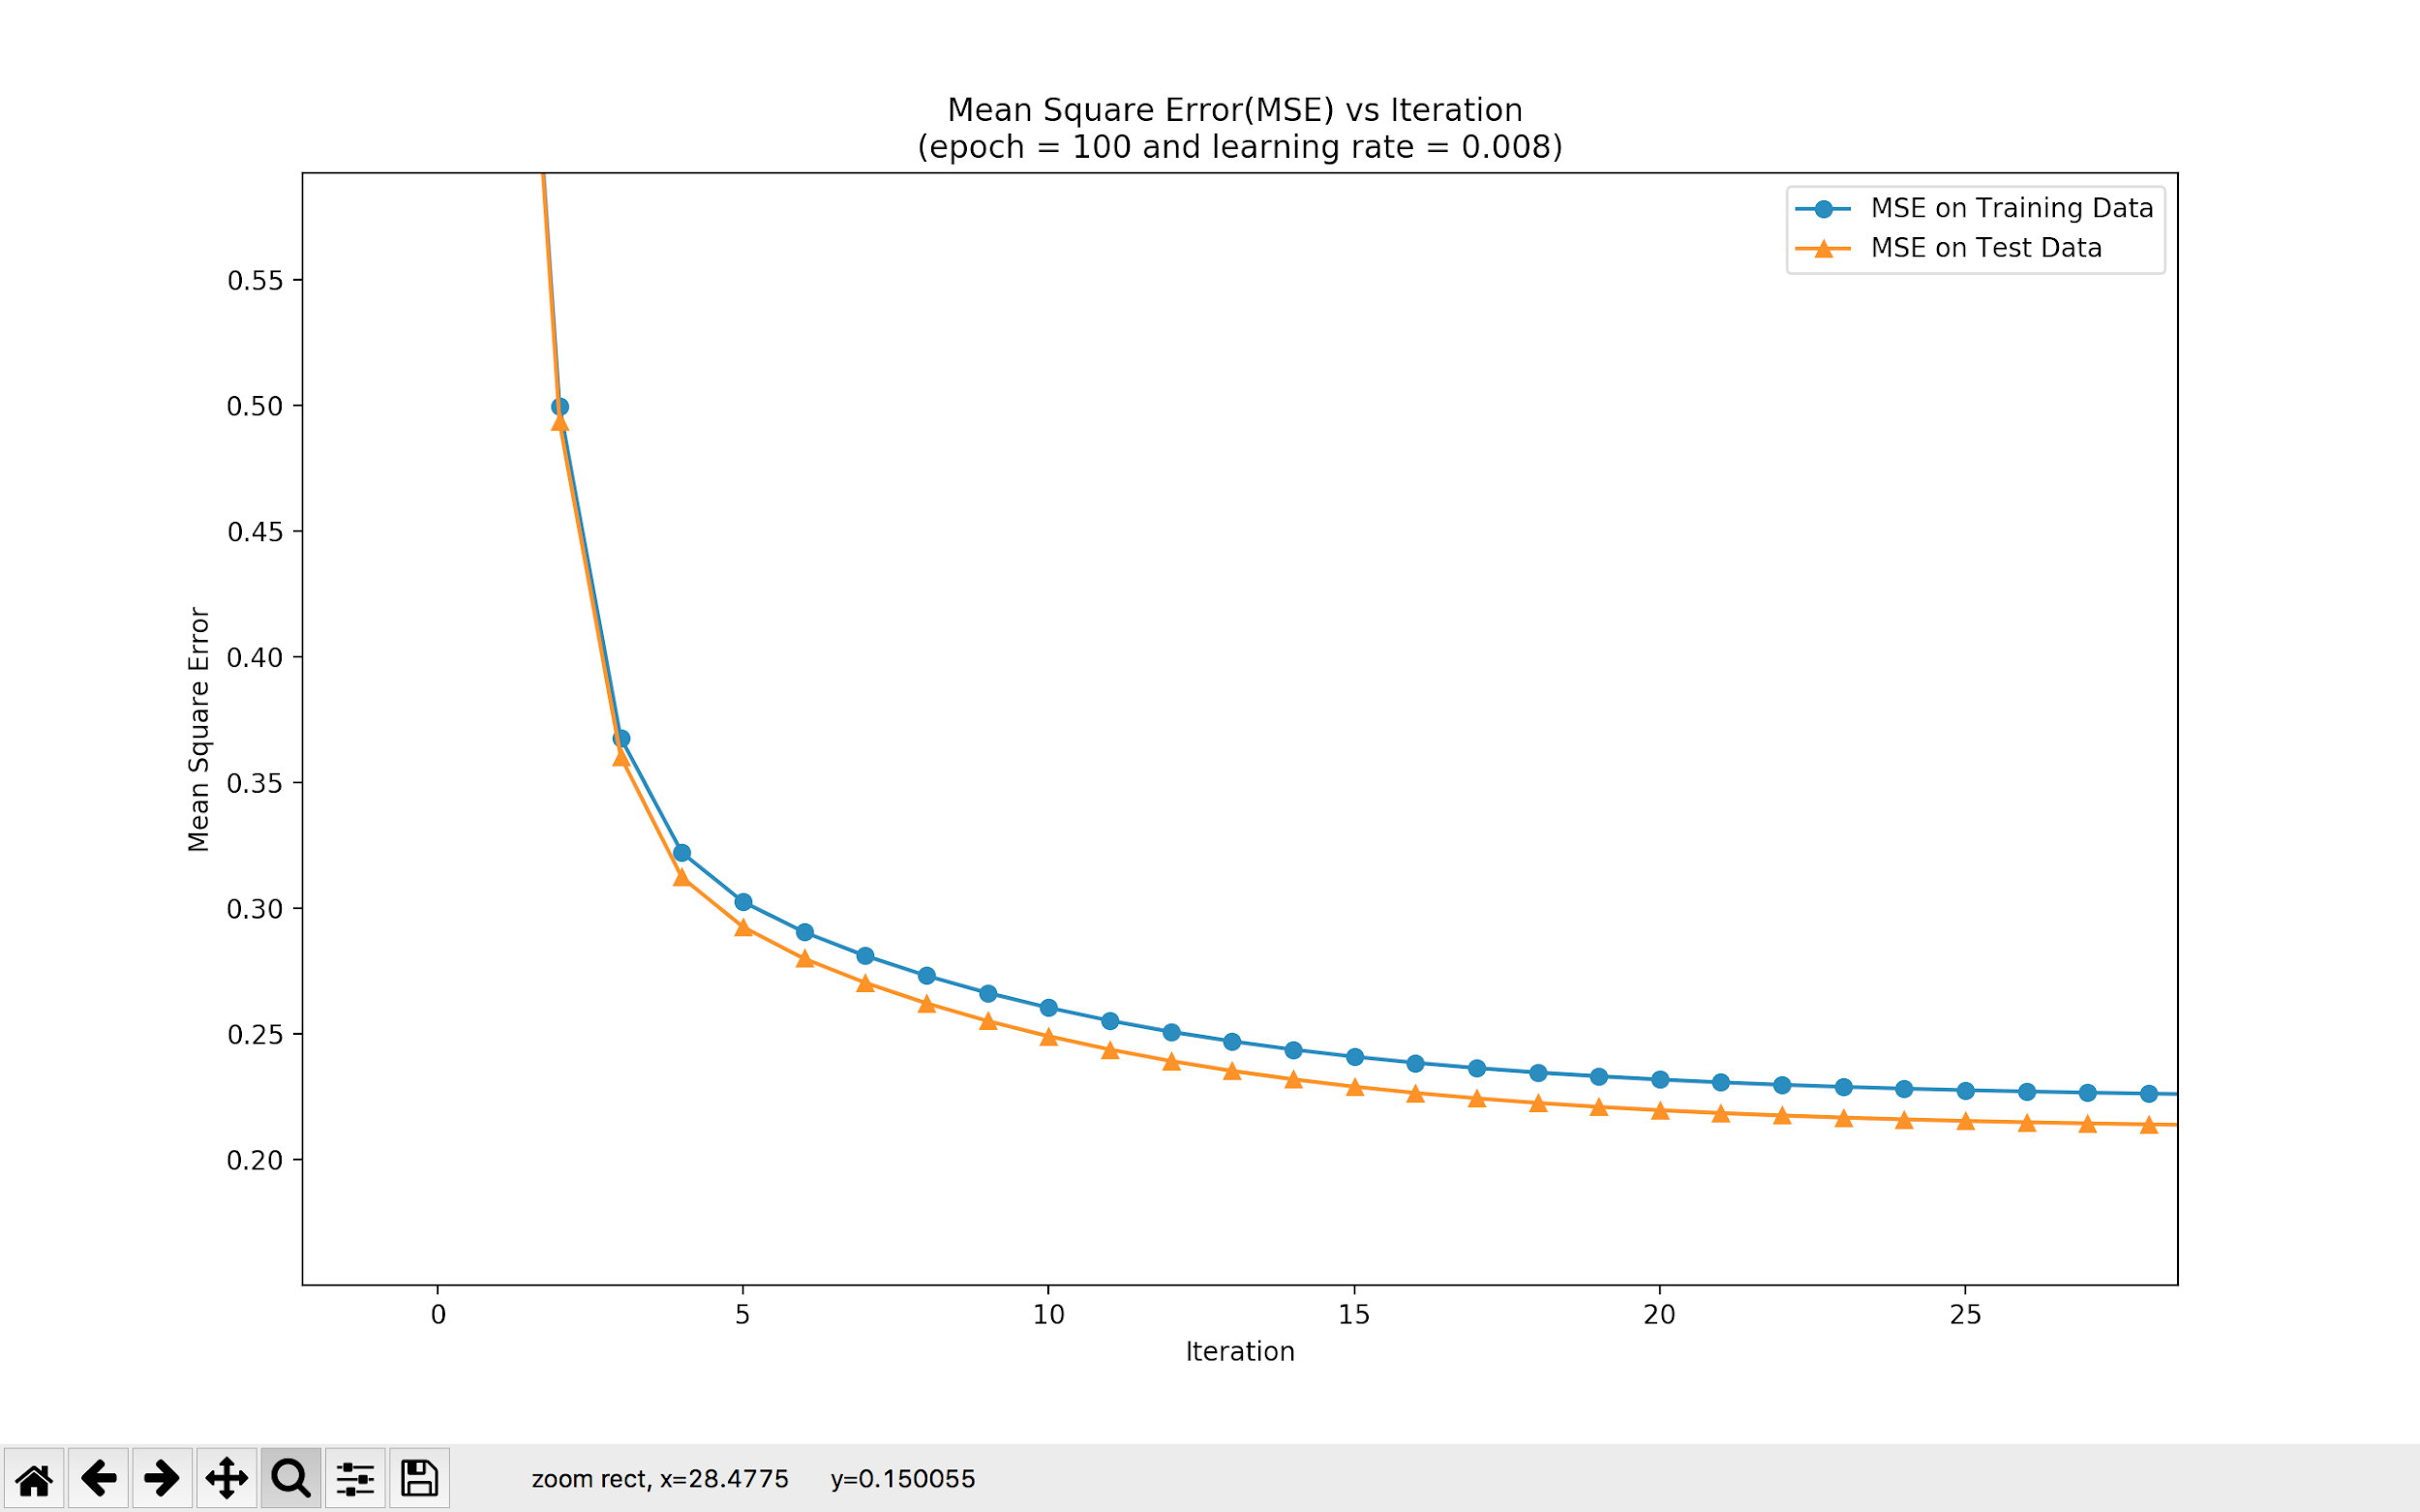 Mean Square Error(MSE) vs Iteration
(epoch = 100 and learning rate = 0.008)
MSE on Training Data
MSE on Test Data
0.55
0.50
0.45
0.40
0.35
0.30
0.25
0.20
Mean Square Error
0 5 10 15 20 25
Iteration
zoom rect, x=28.4775 y=0.150055